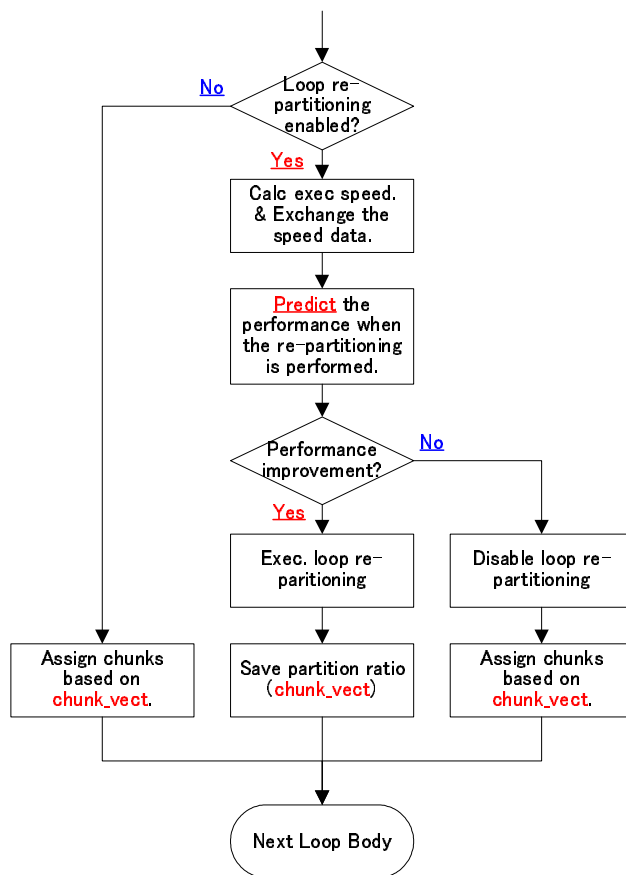 Loop re-
partitioning
enabled?
No
Yes
Calc exec speed.
& Exchange the
speed data.
Predict the
performance when
the re-partitioning
is performed.
Performance
improvement?
No
Yes
Exec. loop re-
paritioning
Disable loop re-
partitioning
Assign chunks
based on
chunk_vect.
Save partition ratio
(chunk_vect)
Assign chunks
based on
chunk_vect.
Next Loop Body